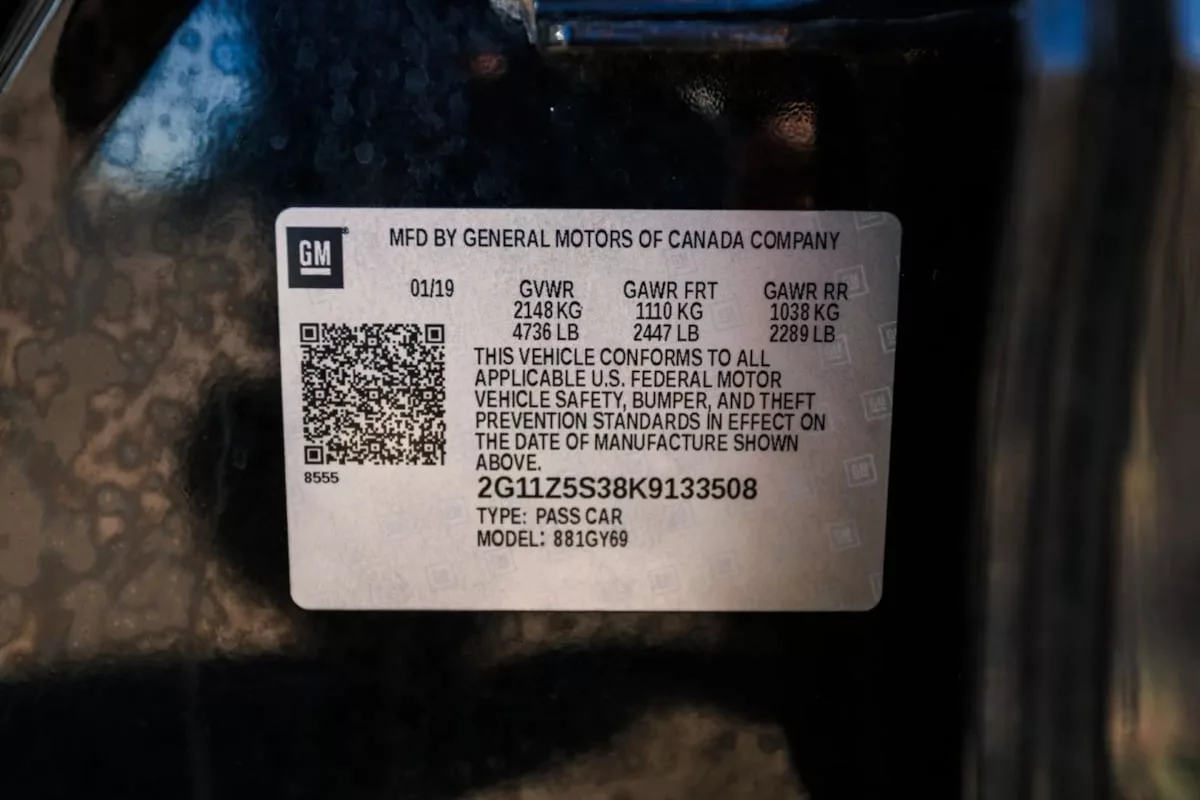 GM
MFD BY GENERAL MOTORS OF CANADA COMPANY
01/19 GVWR GAWR FRT GAWR RR
2148 KG 1110 KG 1038 KG
4736 LB 2447 LB 2289 LB
THIS VEHICLE CONFORMS TO ALL
APPLICABLE U.S. FEDERAL MOTOR
VEHICLE SAFETY, BUMPER, AND THEFT
PREVENTION STANDARDS IN EFFECT ON
THE DATE OF MANUFACTURE SHOWN
ABOVE.
8555
2G11Z5S38K9133508
TYPE: PASS CAR
MODEL: 881GY69